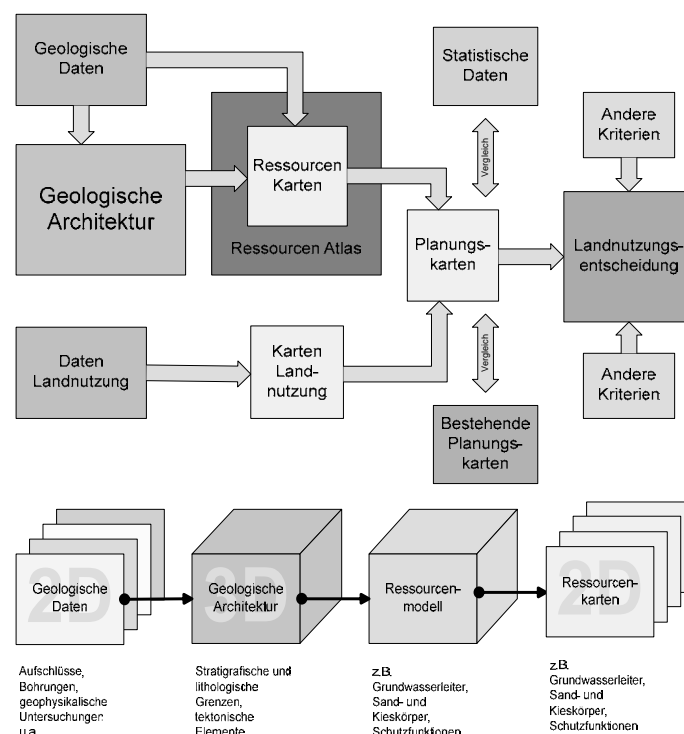 Geologische
Daten
Statistische
Daten
Andere
Kriterien
Vergleich
Ressourcen
Karten
Geologische
Architektur
Ressourcen Atlas
Planungs-
karten
Landnutzungs-
entscheidung
Daten
Landnutzung
Karten
Land-
nutzung
Vergleich
Andere
Kriterien
Bestehende
Planungs-
karten
2D
Geologische
Daten
3D
Geologische
Architektur
Ressourcen-
modell
2D
Ressourcen-
karten
Aufschlüsse,
Bohrungen,
geophysikalische
Untersuchungen
u.a.
Stratigrafische und
lithologische
Grenzen,
tektonische
Elemente
z.B.
Grundwasserleiter,
Sand- und
Kieskörper,
Schutzfunktionen
z.B.
Grundwasserleiter,
Sand- und
Kieskörper,
Schutzfunktionen